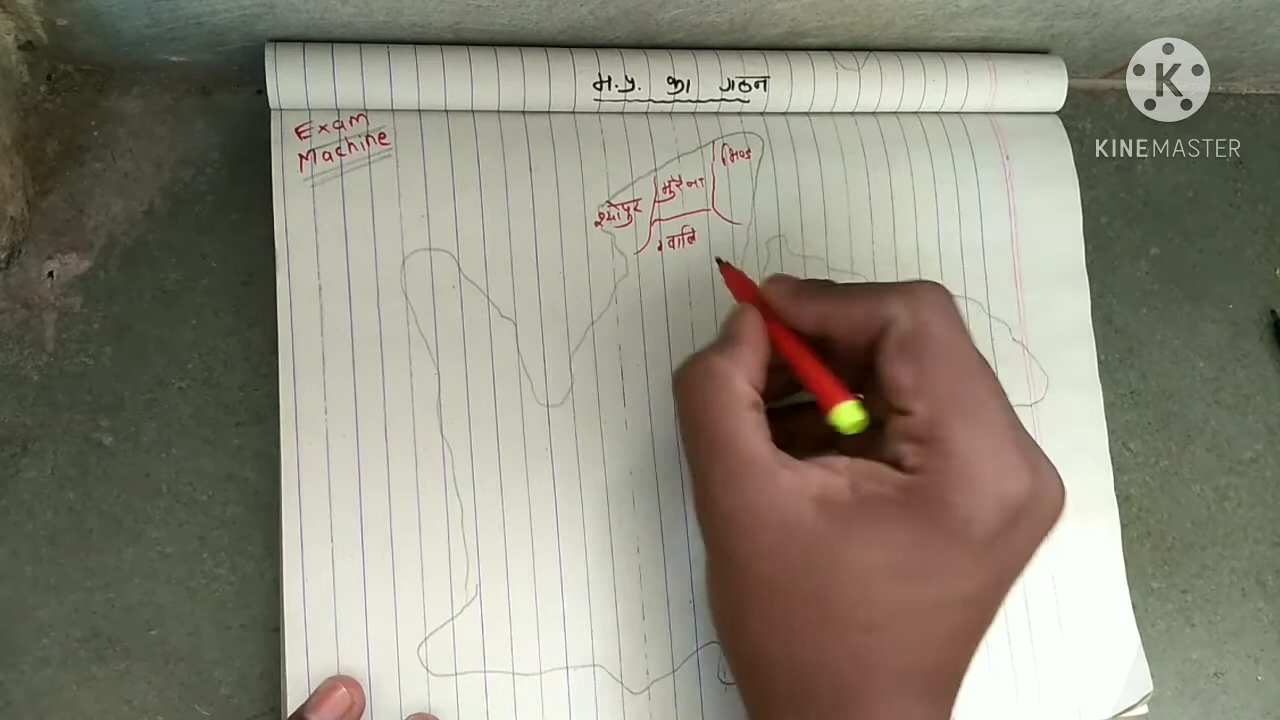 म.प्र. का गठन
K
KINEMASTER
Exam
Machine
भिण्ड
मुरैना
श्योपुर
ग्वालि